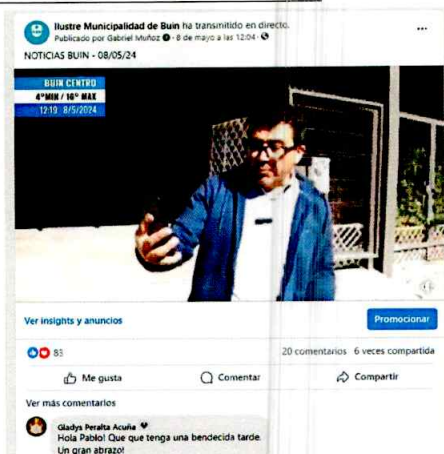 Ilustre Municipalidad de Buin ha transmitido en directo.
Publicado por Gabriel Muñoz · 8 de mayo a las 12:04 ·
NOTICIAS BUIN - 08/05/24
BUIN CENTRO
4° MIN / 16° MAX
12:19 8/5/2024
Ver insights y anuncios
Promocionar
83
20 comentarios 6 veces compartida
Me gusta
Comentar
Compartir
Ver más comentarios
Gladys Peralta Acuña
Hola Pablo! Que que tenga una bendecida tarde.
Un gran abrazo!